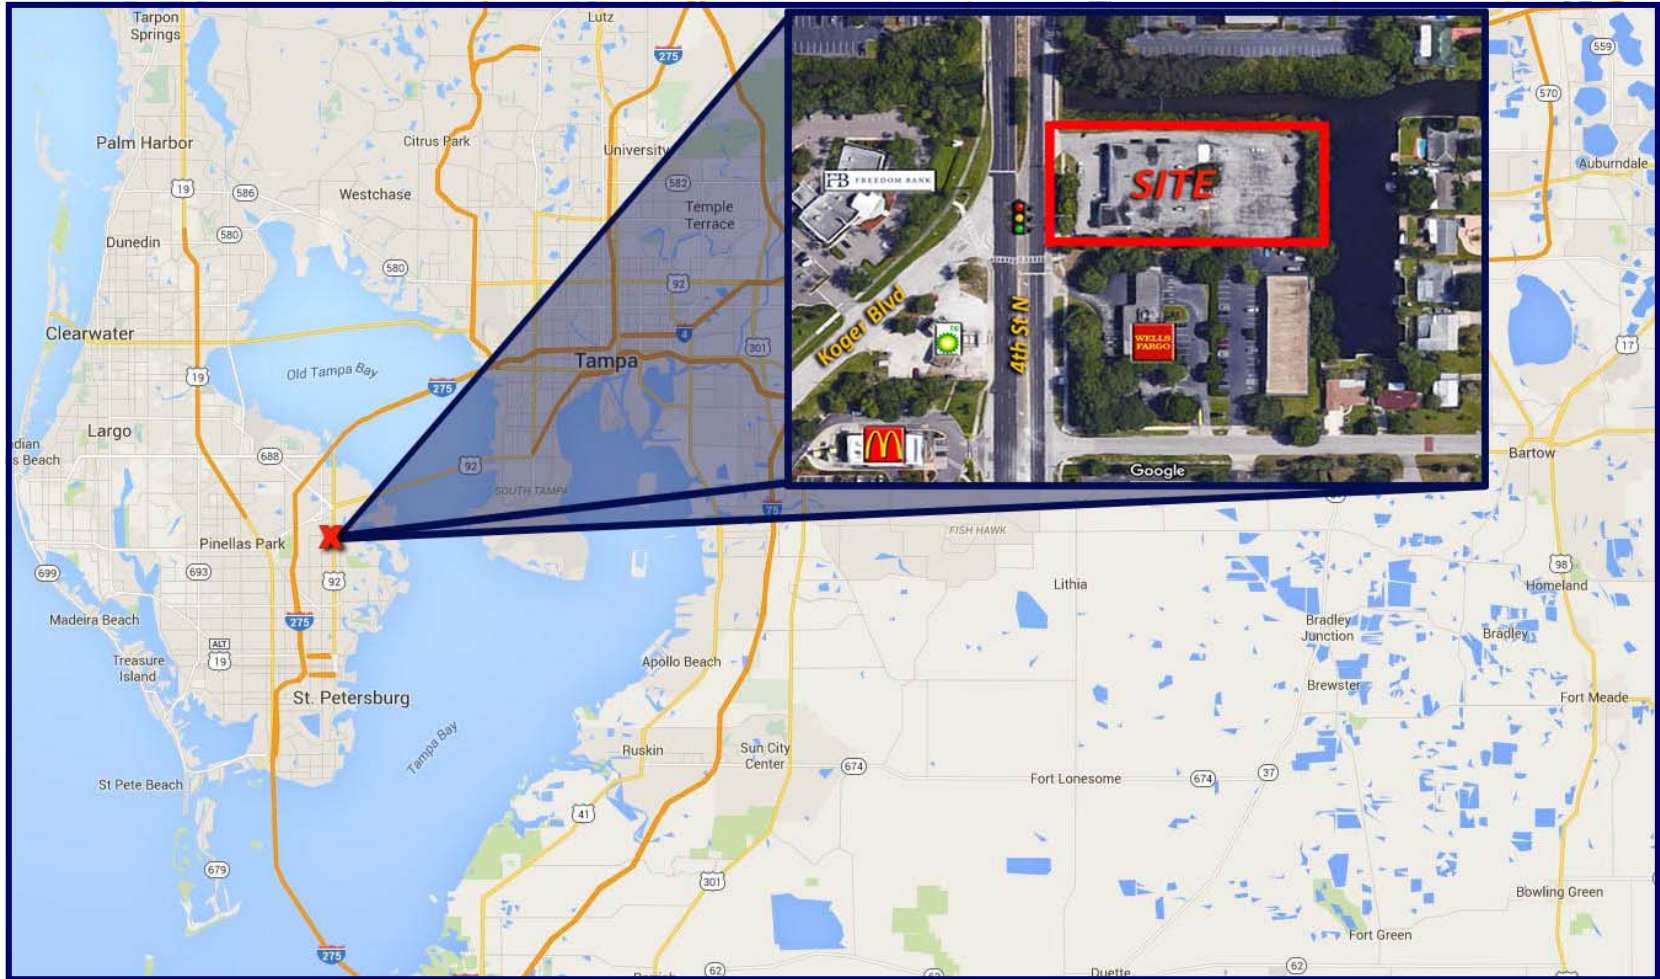 Tarpon
Springs
Lutz
275
559
570
Palm Harbor
Citrus Park
University
19
586
Westchase
582
Temple
Terrace
Auburndale
Dunedin
580
580
92
Clearwater
4
301
17
Old Tampa Bay
Tampa
19
275
Largo
688
92
SOUTH TAMPA
s Beach
Bartow
75
FISH HAWK
X
Pinellas Park
699
693
92
Lithia
98
Homeland
Madeira Beach
275
Bradley
Junction
Bradley
ALT
19
Treasure
Island
Apollo Beach
Brewster
St. Petersburg
Fort Meade
Tampa Bay
Ruskin
Sun City
Center
674
St Pete Beach
Fort Lonesome
674
37
41
679
301
Bowling Green
Fort Green
275
62
62
Duette
FB FREEDOM BANK
SITE
Koger Blvd
4th St N
WELLS
FARGO
Google